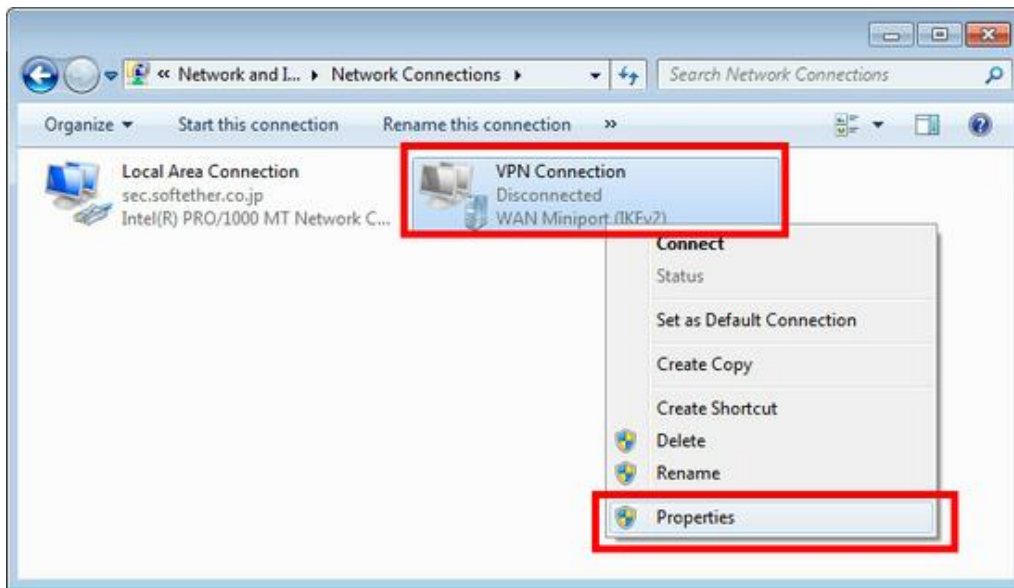 « Network and I... ▸ Network Connections ▸
Search Network Connections
Organize ▾ Start this connection Rename this connection »
Local Area Connection
sec.softether.co.jp
Intel(R) PRO/1000 MT Network C...
VPN Connection
Disconnected
WAN Miniport (IKEv2)
Connect
Status
Set as Default Connection
Create Copy
Create Shortcut
Delete
Rename
Properties